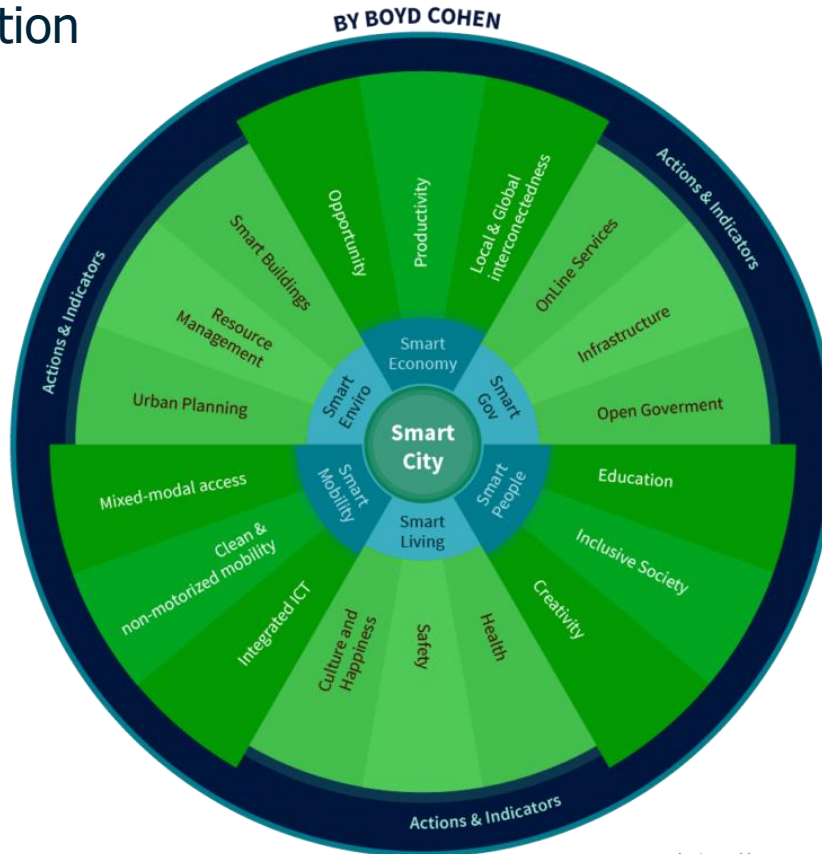 tion
BY BOYD COHEN
Actions & Indicators
Actions & Indicators
Actions & Indicators
Opportunity
Productivity
Local & Global
interconnectedness
OnLine Services
Infrastructure
Open Goverment
Education
Inclusive Society
Creativity
Health
Safety
Culture and
Happiness
Integrated ICT
Clean &
non-motorized mobility
Mixed-modal access
Urban Planning
Resource
Management
Smart Buildings
Smart
Economy
Smart
Gov
Smart
People
Smart
Living
Smart
Mobility
Smart
Enviro
Smart
City